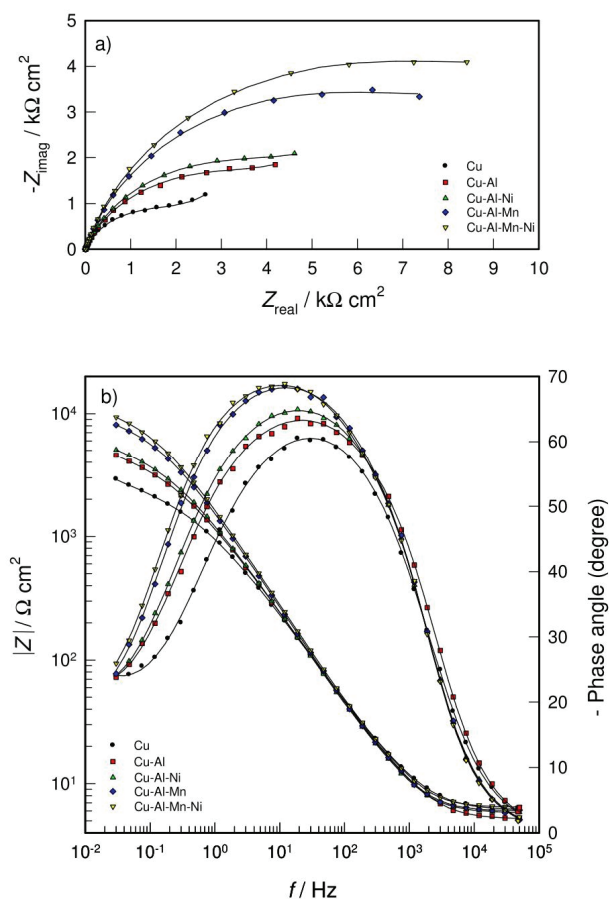 a)
-Zimag / kΩ cm²
5
4
3
2
1
0
Cu
Cu-Al
Cu-Al-Ni
Cu-Al-Mn
Cu-Al-Mn-Ni
0 1 2 3 4 5 6 7 8 9 10
Zreal / kΩ cm²
b)
|Z| / Ω cm²
10⁴
10³
10²
10¹
70
60
50
40
30
20
10
0
- Phase angle (degree)
Cu
Cu-Al
Cu-Al-Ni
Cu-Al-Mn
Cu-Al-Mn-Ni
10⁻² 10⁻¹ 10⁰ 10¹ 10² 10³ 10⁴ 10⁵
f / Hz